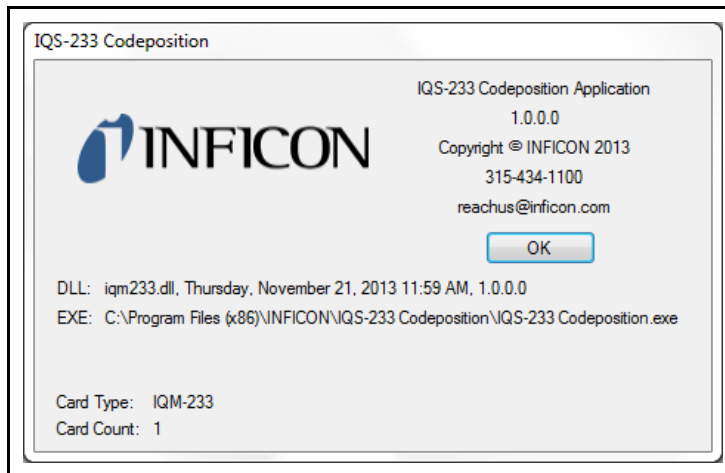 IQS-233 Codeposition
INFICON
IQS-233 Codeposition Application
1.0.0.0
Copyright © INFICON 2013
315-434-1100
reachus@inficon.com
OK
DLL: iqm233.dll, Thursday, November 21, 2013 11:59 AM, 1.0.0.0
EXE: C:\Program Files (x86)\INFICON\IQS-233 Codeposition\IQS-233 Codeposition.exe
Card Type: IQM-233
Card Count: 1